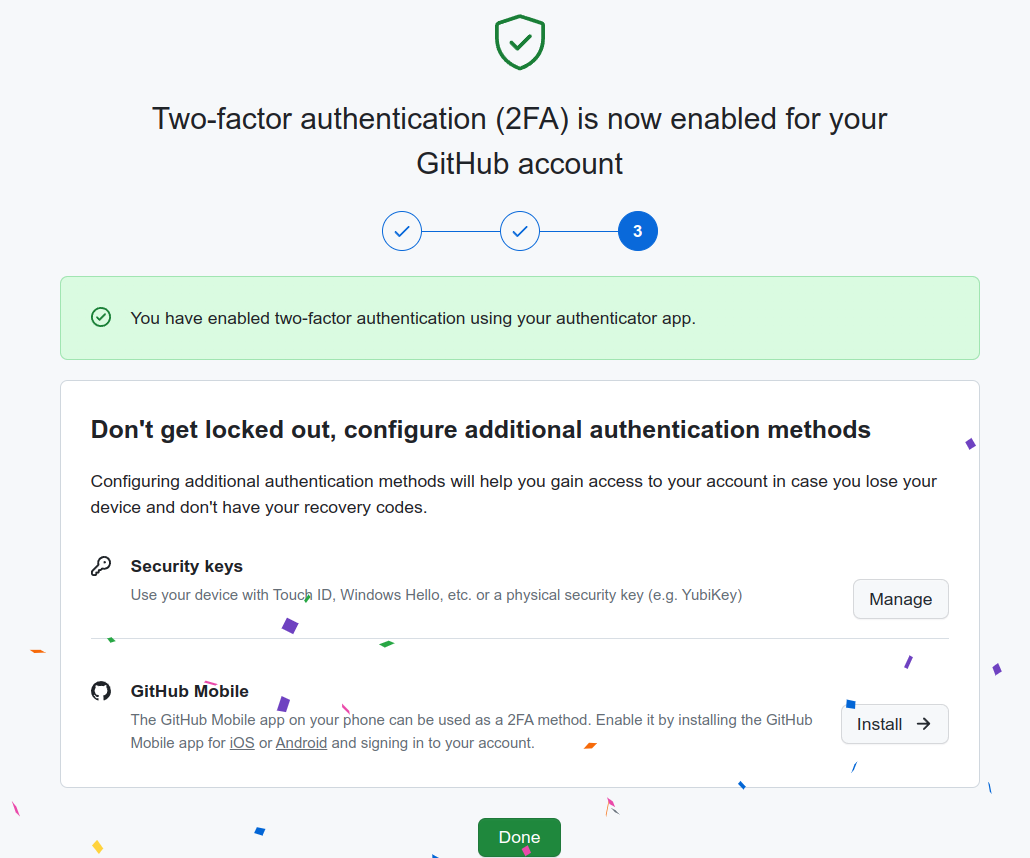 Two-factor authentication (2FA) is now enabled for your
GitHub account
3
You have enabled two-factor authentication using your authenticator app.
Don't get locked out, configure additional authentication methods
Configuring additional authentication methods will help you gain access to your account in case you lose your
device and don't have your recovery codes.
Security keys
Use your device with Touch ID, Windows Hello, etc. or a physical security key (e.g. YubiKey)
Manage
GitHub Mobile
The GitHub Mobile app on your phone can be used as a 2FA method. Enable it by installing the GitHub
Mobile app for iOS or Android and signing in to your account.
Install
Done